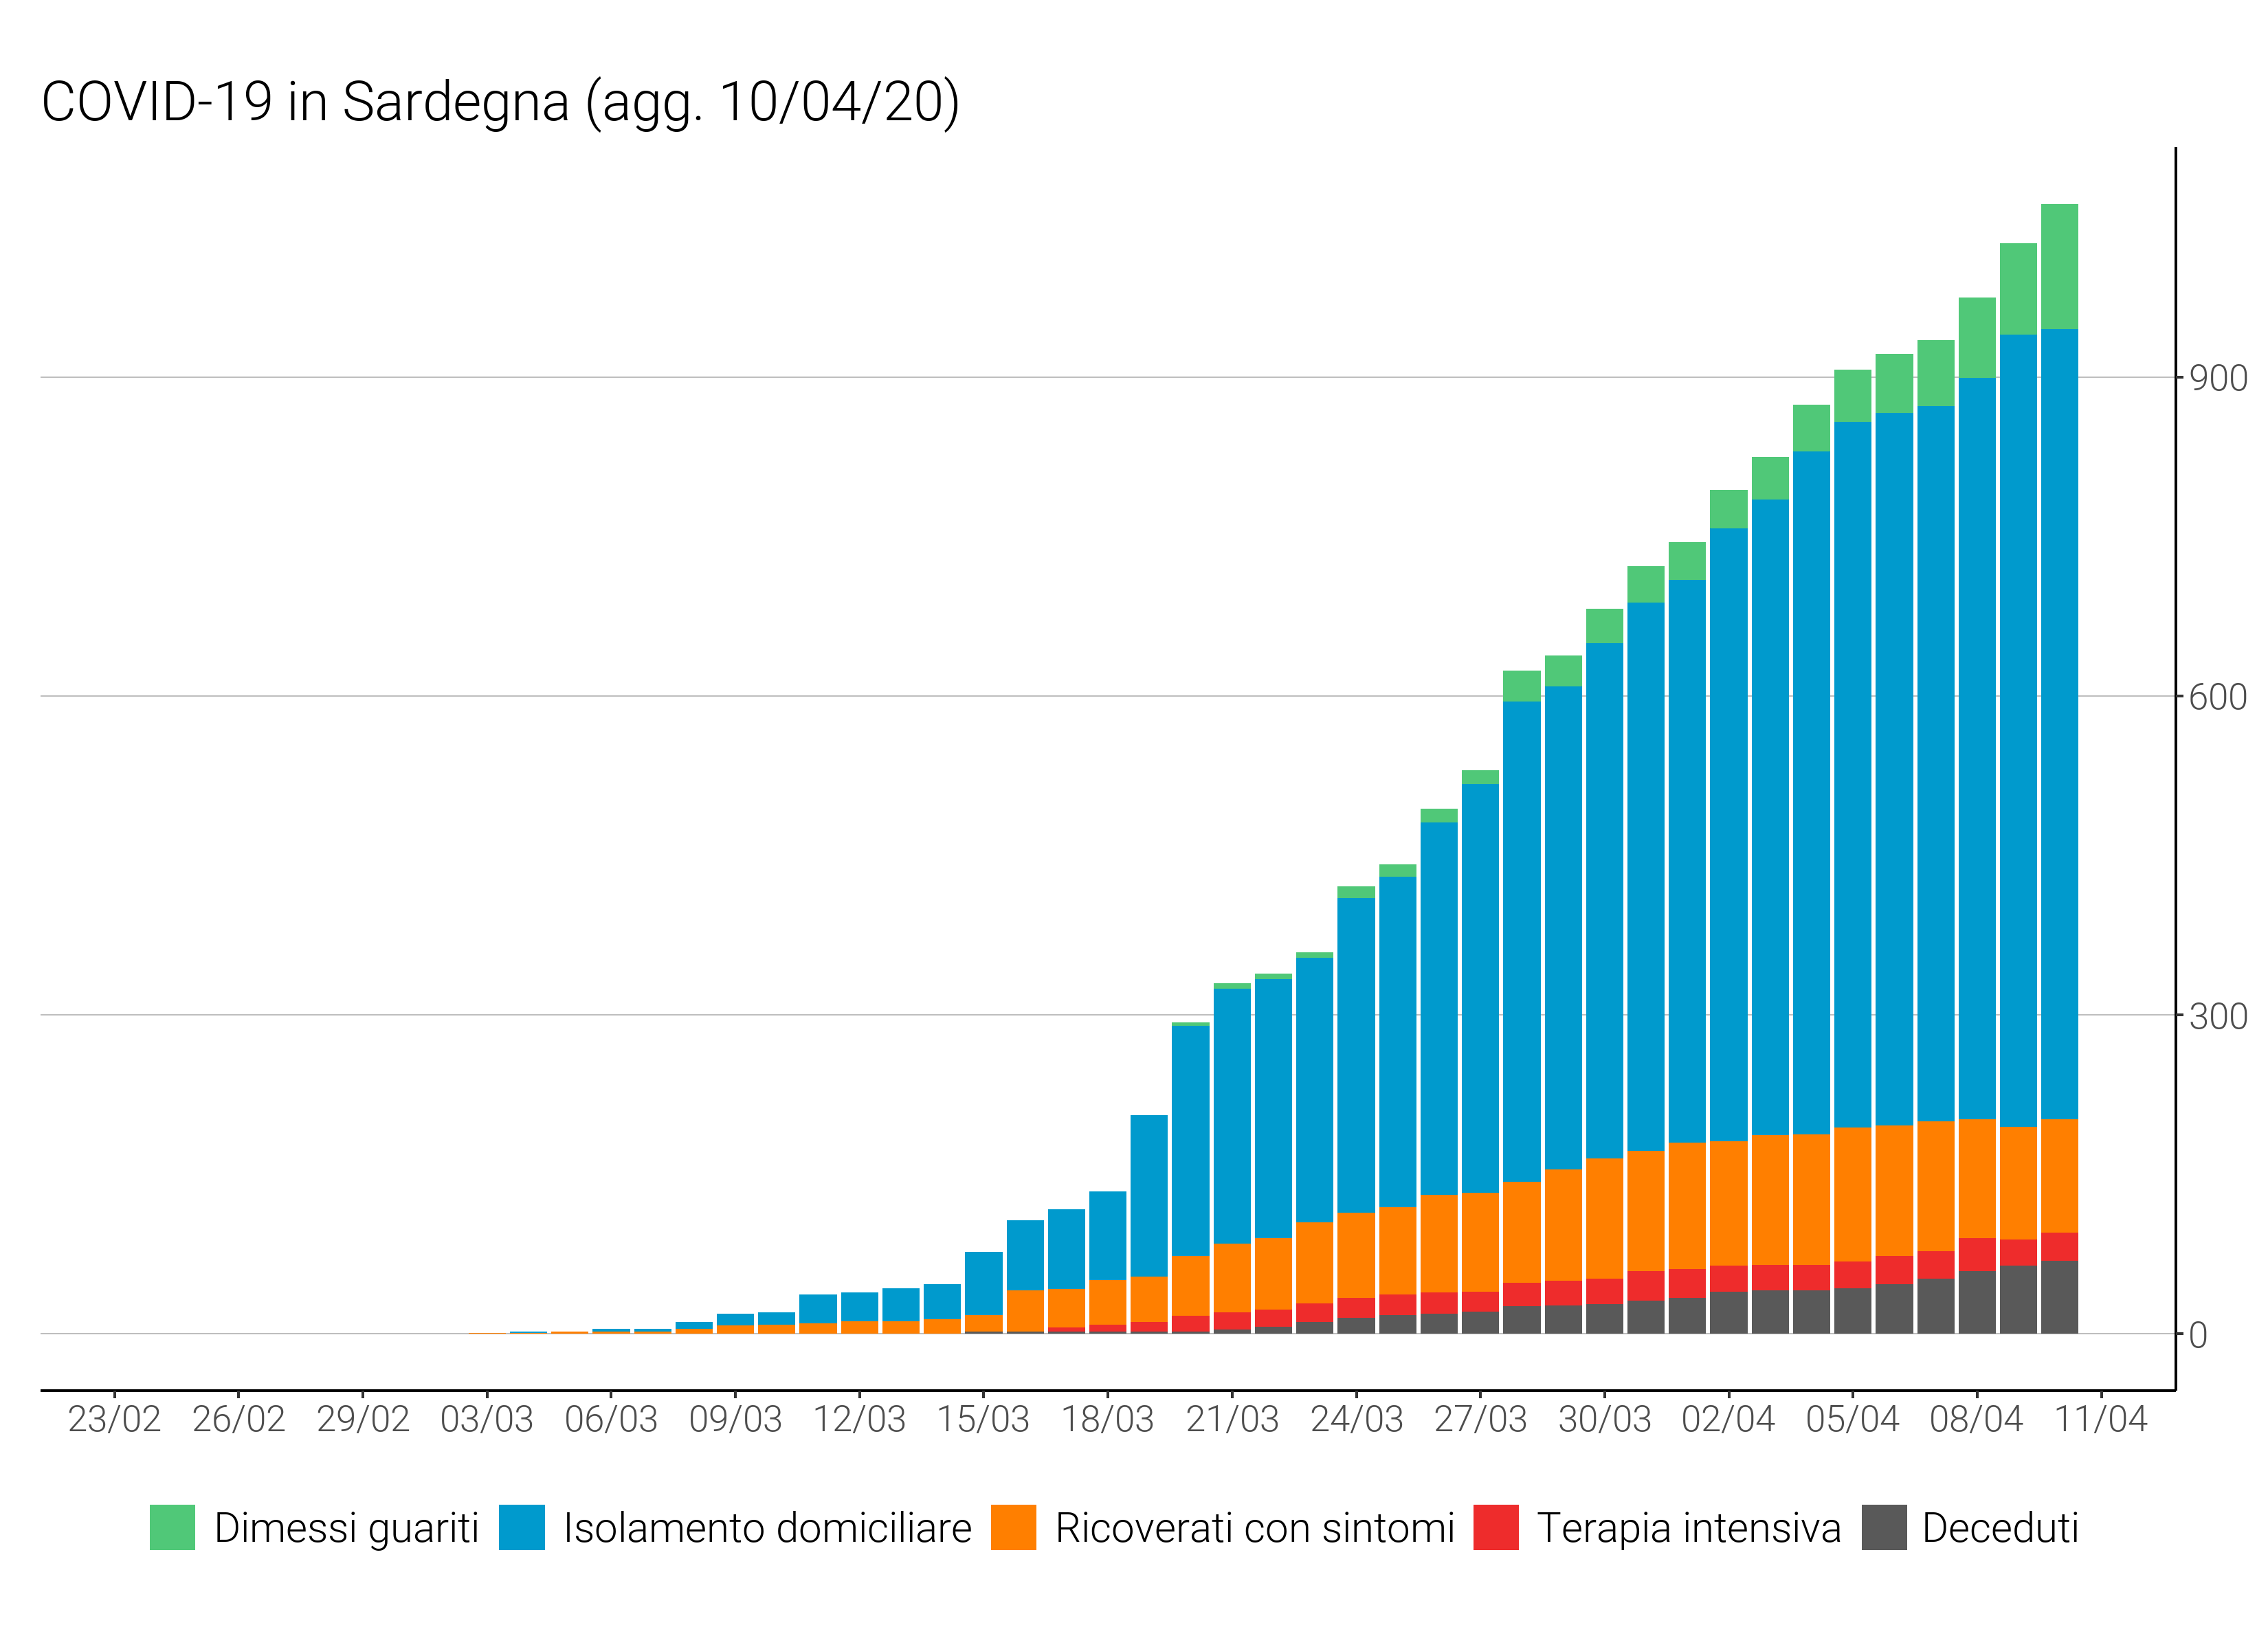 COVID-19 in Sardegna (agg. 10/04/20)
900
600
300
0
23/02 26/02 29/02 03/03 06/03 09/03 12/03 15/03 18/03 21/03 24/03 27/03 30/03 02/04 05/04 08/04 11/04
Dimessi guariti Isolamento domiciliare Ricoverati con sintomi Terapia intensiva Deceduti